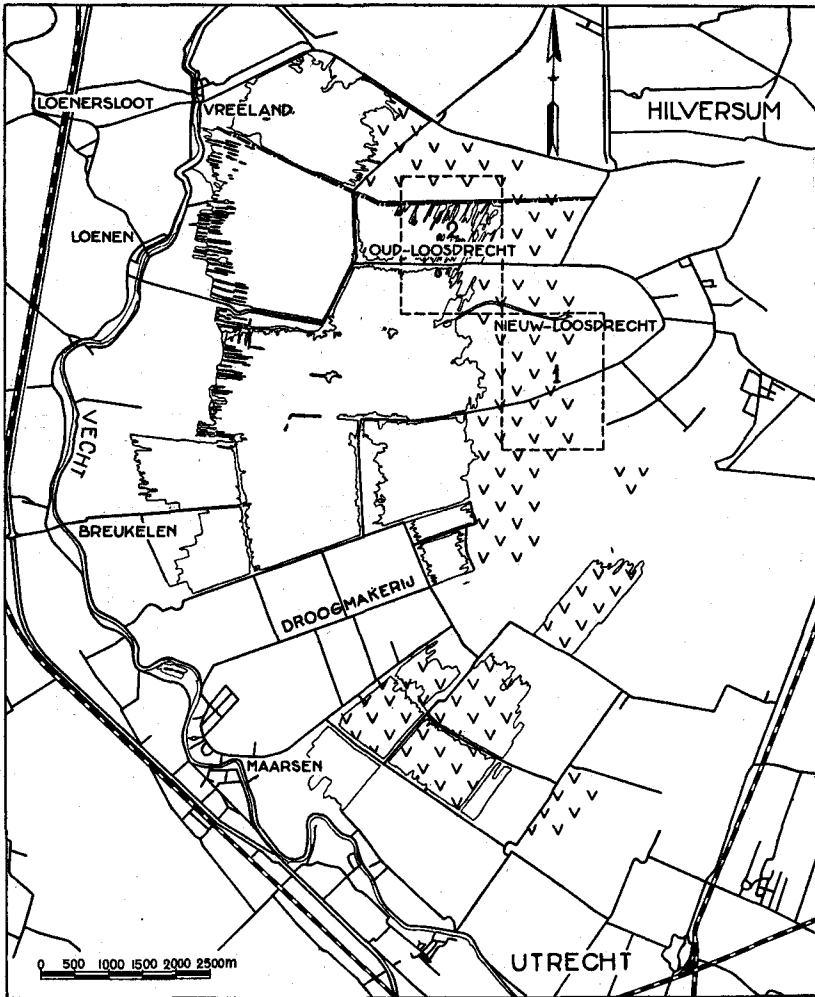 LOENERSLOOT
VREELAND
HILVERSUM
LOENEN
2
OUD-LOOSDRECHT
NIEUW-LOOSDRECHT
1
VECHT
BREUKELEN
DROOGMAKERIJ
MAARSEN
UTRECHT
0 500 1000 1500 2000 2500m